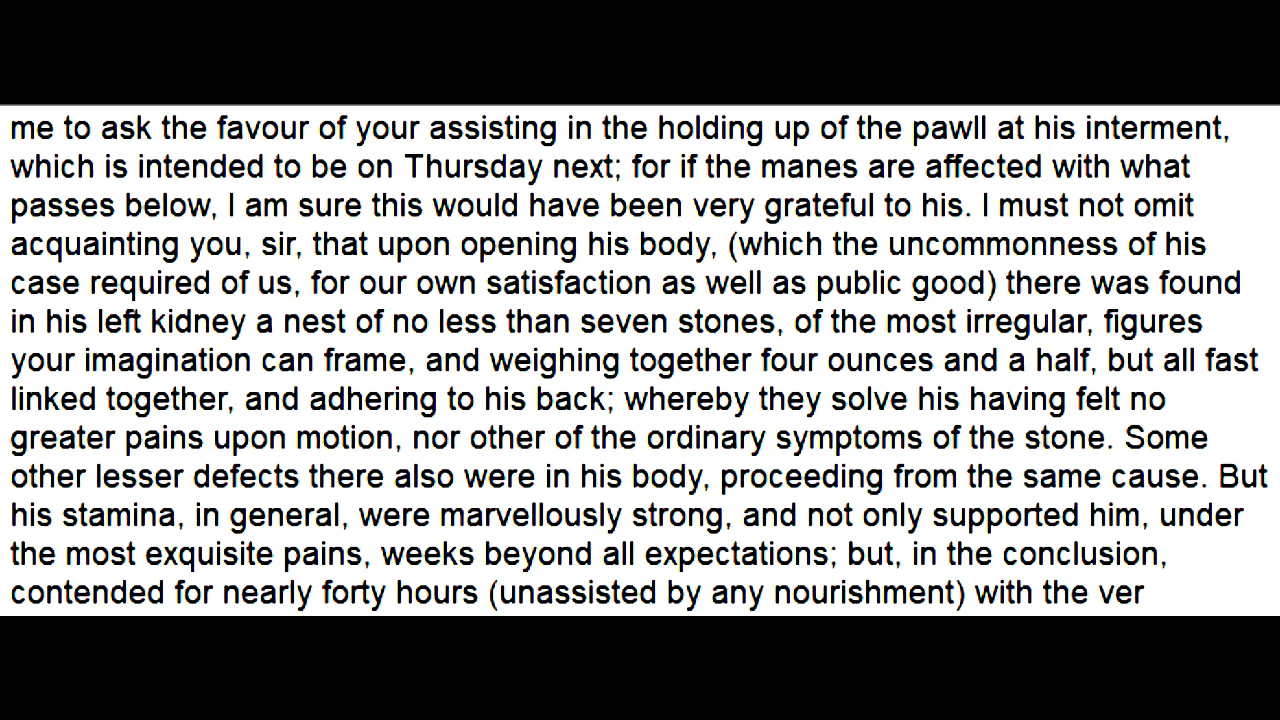 me to ask the favour of your assisting in the holding up of the pawll at his interment,
which is intended to be on Thursday next; for if the manes are affected with what
passes below, I am sure this would have been very grateful to his. I must not omit
acquainting you, sir, that upon opening his body, (which the uncommonness of his
case required of us, for our own satisfaction as well as public good) there was found
in his left kidney a nest of no less than seven stones, of the most irregular, figures
your imagination can frame, and weighing together four ounces and a half, but all fast
linked together, and adhering to his back; whereby they solve his having felt no
greater pains upon motion, nor other of the ordinary symptoms of the stone. Some
other lesser defects there also were in his body, proceeding from the same cause. But
his stamina, in general, were marvellously strong, and not only supported him, under
the most exquisite pains, weeks beyond all expectations; but, in the conclusion,
contended for nearly forty hours (unassisted by any nourishment) with the ver